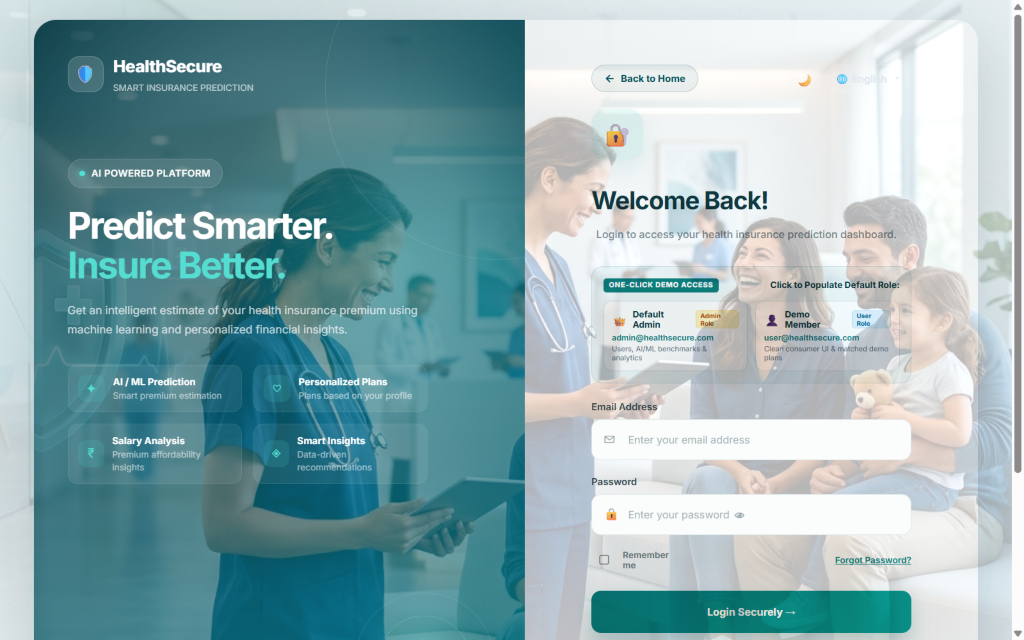 HealthSecure
SMART INSURANCE PREDICTION
AI POWERED PLATFORM
Predict Smarter.
Insure Better.
Get an intelligent estimate of your health insurance premium using
machine learning and personalized financial insights.
AI / ML Prediction
Smart premium estimation
Personalized Plans
Plans based on your profile
₹
Salary Analysis
Premium affordability
insights
Smart Insights
Data-driven
recommendations
← Back to Home
English
Welcome Back!
Login to access your health insurance prediction dashboard.
ONE-CLICK DEMO ACCESS
Click to Populate Default Role:
Default
Admin
Admin
Role
admin@healthsecure.com
Users, AI/ML benchmarks &
analytics
Demo
Member
User
Role
user@healthsecure.com
Clean consumer UI & matched demo
plans
Email Address
Enter your email address
Password
Enter your password
Remember
me
Forgot Password?
Login Securely →